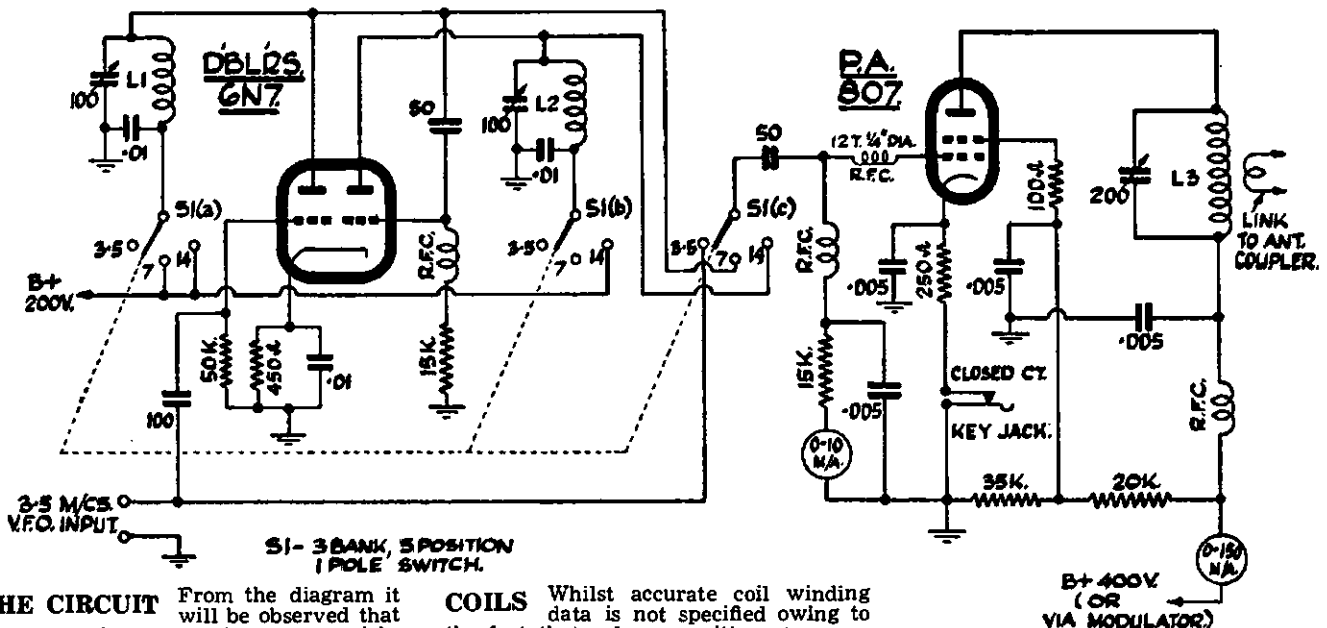 D'BL'RS.
6N7.
P.A.
807.
L1
100
·01
50
L2
100
·01
50
12 T. ¼" DIA.
R.F.C.
100Ω
200
L3
LINK
TO ANT.
COUPLER.
S1(a)
3·5
7
14
S1(b)
3·5
7
14
S1(c)
3·5
7
14
R.F.C.
R.F.C.
·005
250Ω
·005
·005
B+
200V.
50K.
450Ω
·01
15K.
100
15K.
·005
CLOSED CT.
KEY JACK.
R.F.C.
0-10
M/A.
35K.
20K.
3·5 M/CS.
V.F.O. INPUT.
S1- 3 BANK, 3 POSITION
1 POLE SWITCH.
0-150
M/A.
B+ 400V.
(OR
VIA MODULATOR.)
HE CIRCUIT From the diagram it
will be observed that
COILS Whilst accurate coil winding
data is not specified owing to